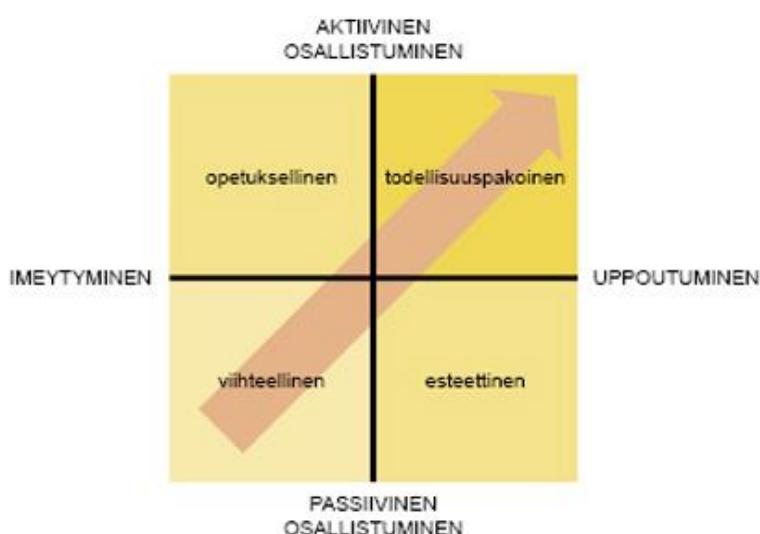 AKTIIVINEN
OSALLISTUMINEN
opetuksellinen
todellisuuspakoinen
IMEYTYMINEN
UPPOUTUMINEN
viihteellinen
esteettinen
PASSIIVINEN
OSALLISTUMINEN